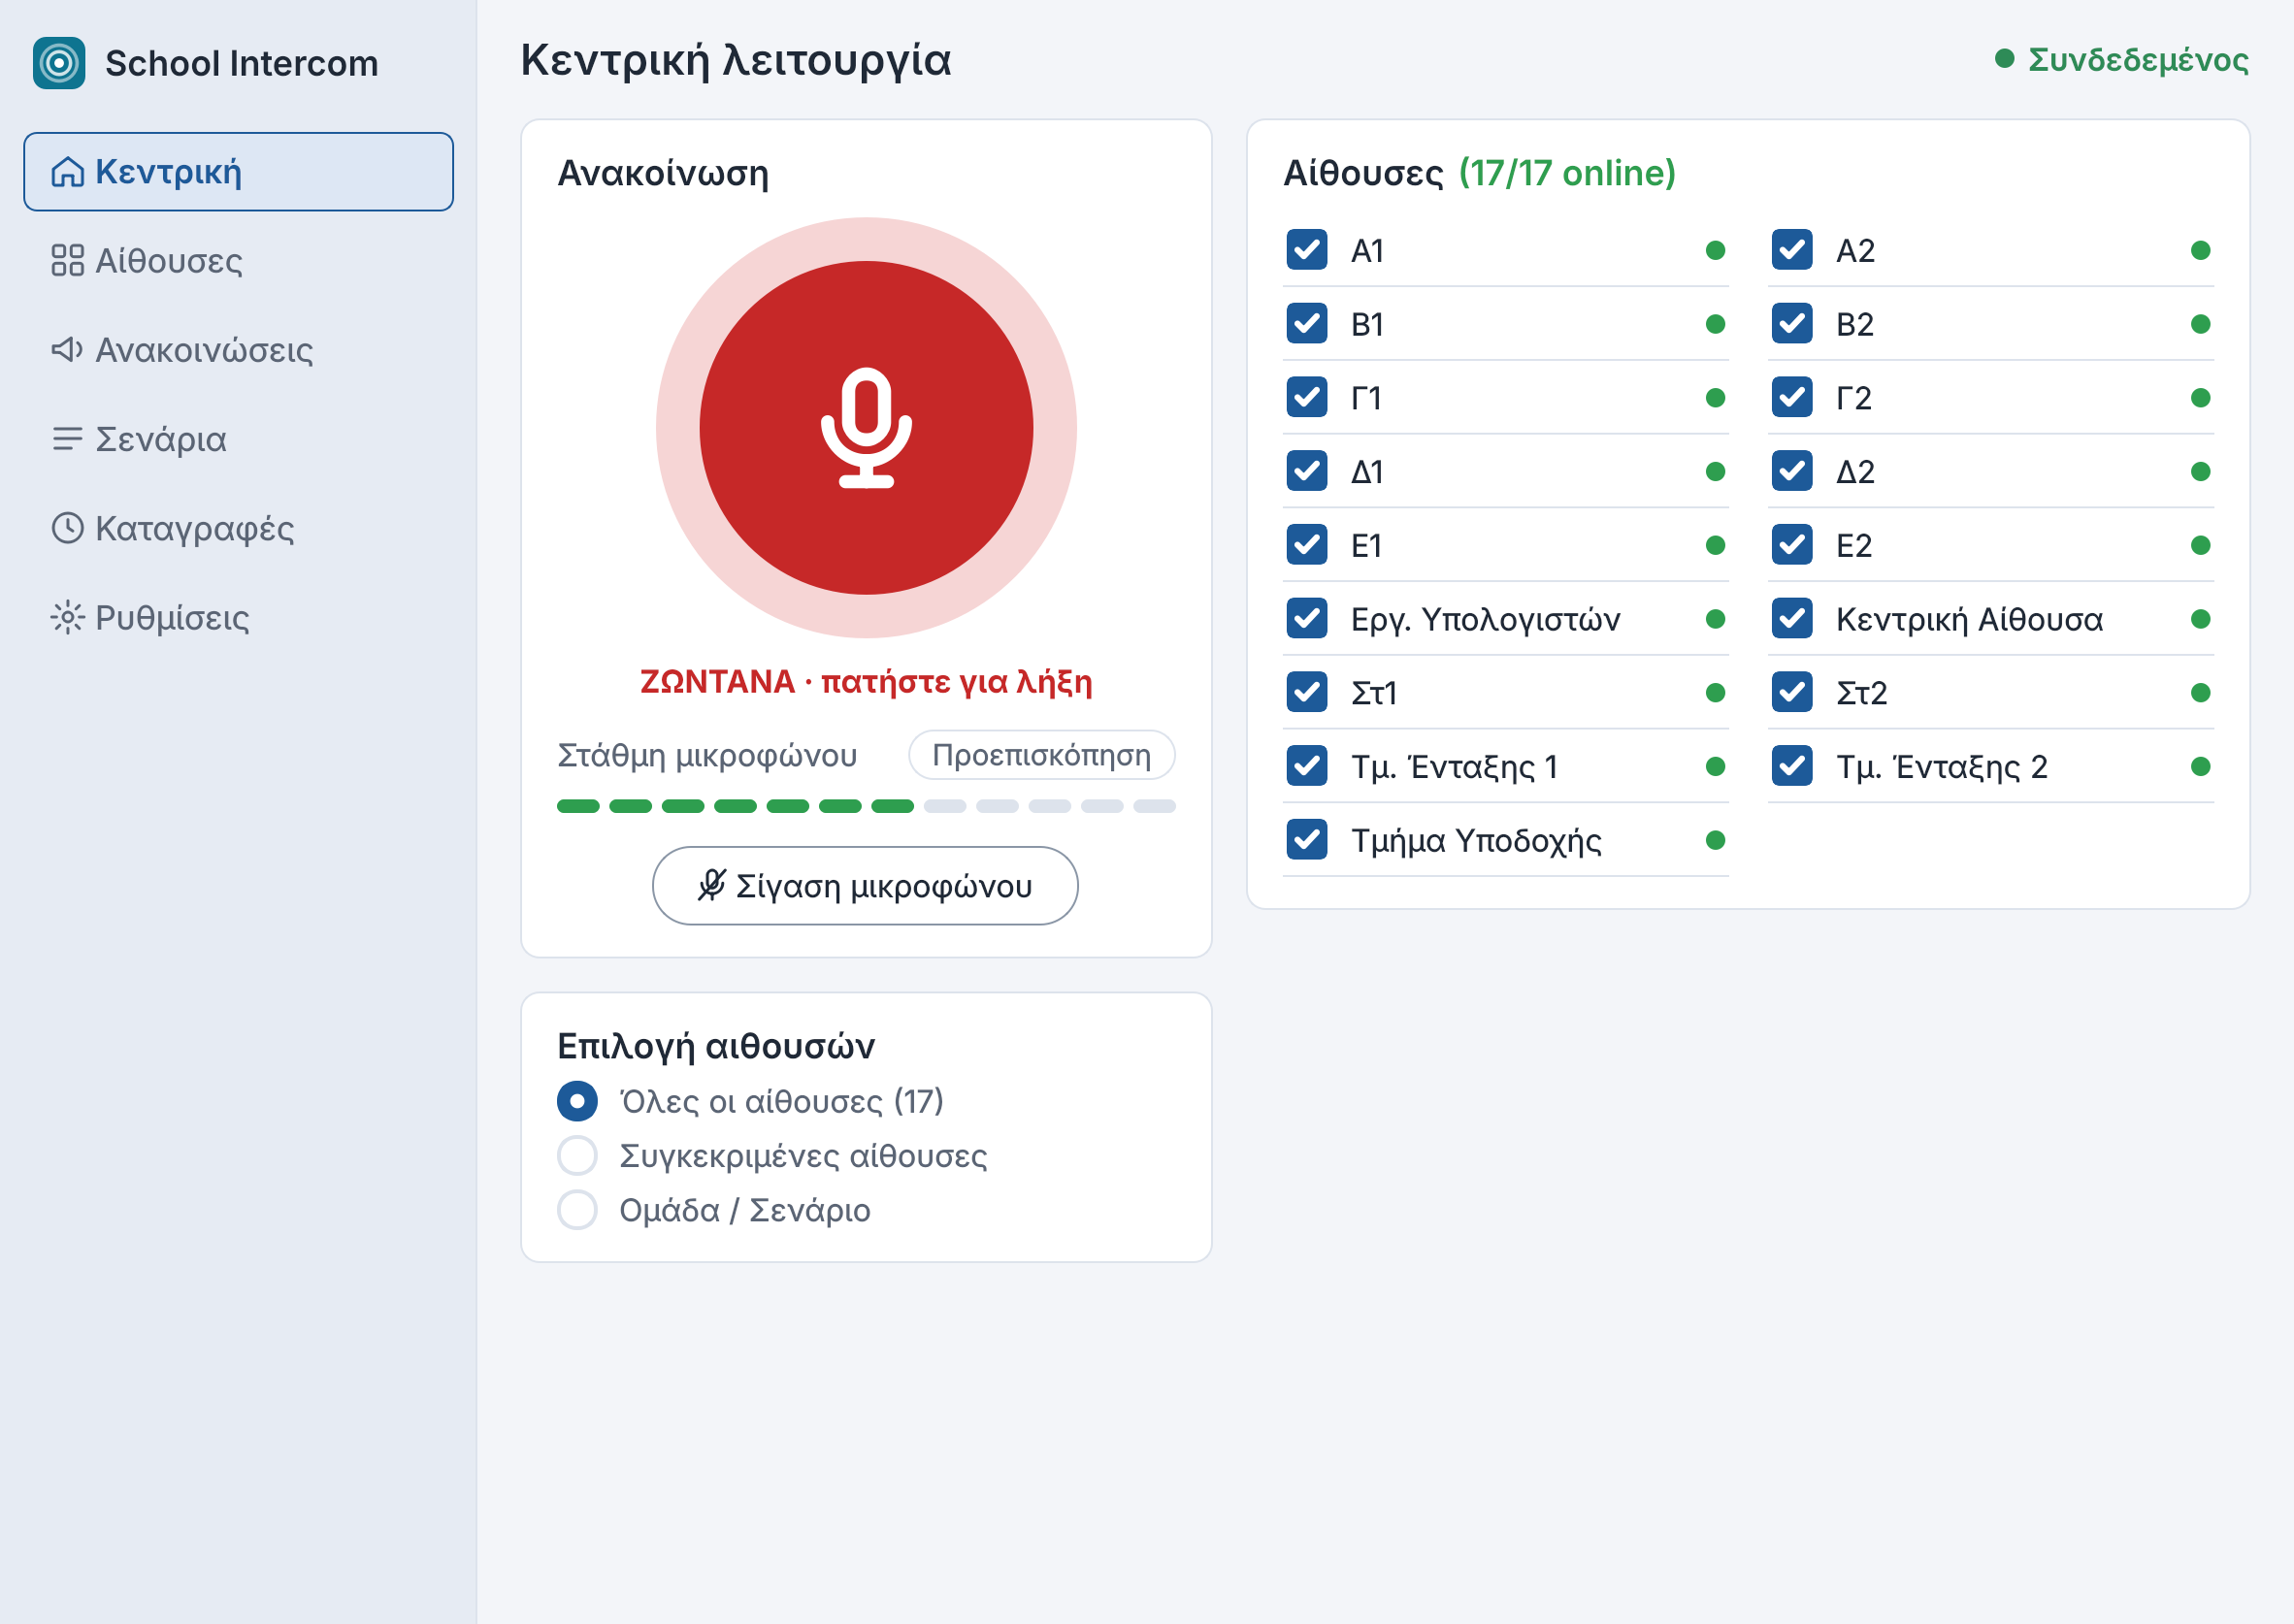 School Intercom
Κεντρική
Αίθουσες
Ανακοινώσεις
Σενάρια
Καταγραφές
Ρυθμίσεις
Κεντρική λειτουργία
Συνδεδεμένος
Ανακοίνωση
ΖΩΝΤΑΝΑ · πατήστε για λήξη
Στάθμη μικροφώνου
Προεπισκόπηση
Σίγαση μικροφώνου
Επιλογή αιθουσών
Όλες οι αίθουσες (17)
Συγκεκριμένες αίθουσες
Ομάδα / Σενάριο
Αίθουσες (17/17 online)
Α1
Α2
Β1
Β2
Γ1
Γ2
Δ1
Δ2
Ε1
Ε2
Εργ. Υπολογιστών
Κεντρική Αίθουσα
Στ1
Στ2
Τμ. Ένταξης 1
Τμ. Ένταξης 2
Τμήμα Υποδοχής